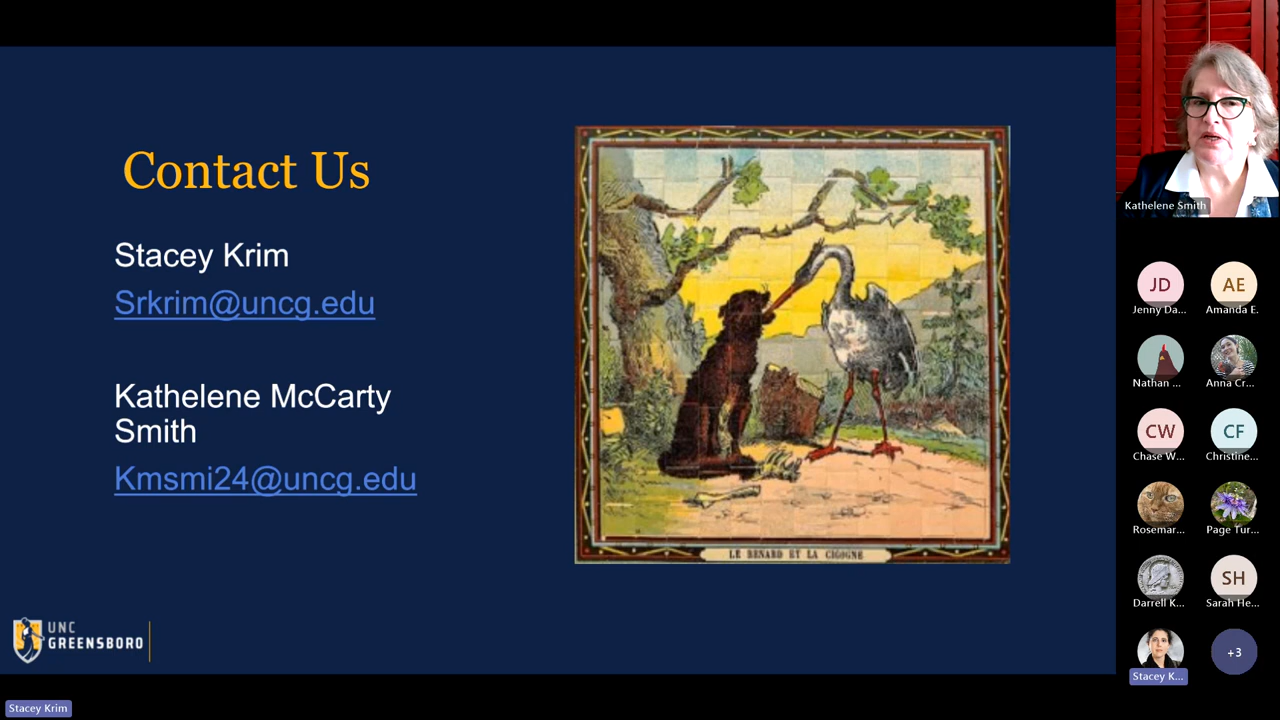 Contact Us
Stacey Krim
Srkrim@uncg.edu
Kathelene McCarty
Smith
Kmsmi24@uncg.edu
LE RENARD ET LA CIGOGNE
UNC
GREENSBORO
Stacey Krim
Kathelene Smith
JD
AE
Jenny Da...
Amanda E.
Nathan ...
Anna Cr...
CW
CF
Chase W...
Christine...
Rosemar...
Page Tur...
SH
Darrell K...
Sarah He...
+3
Stacey K...